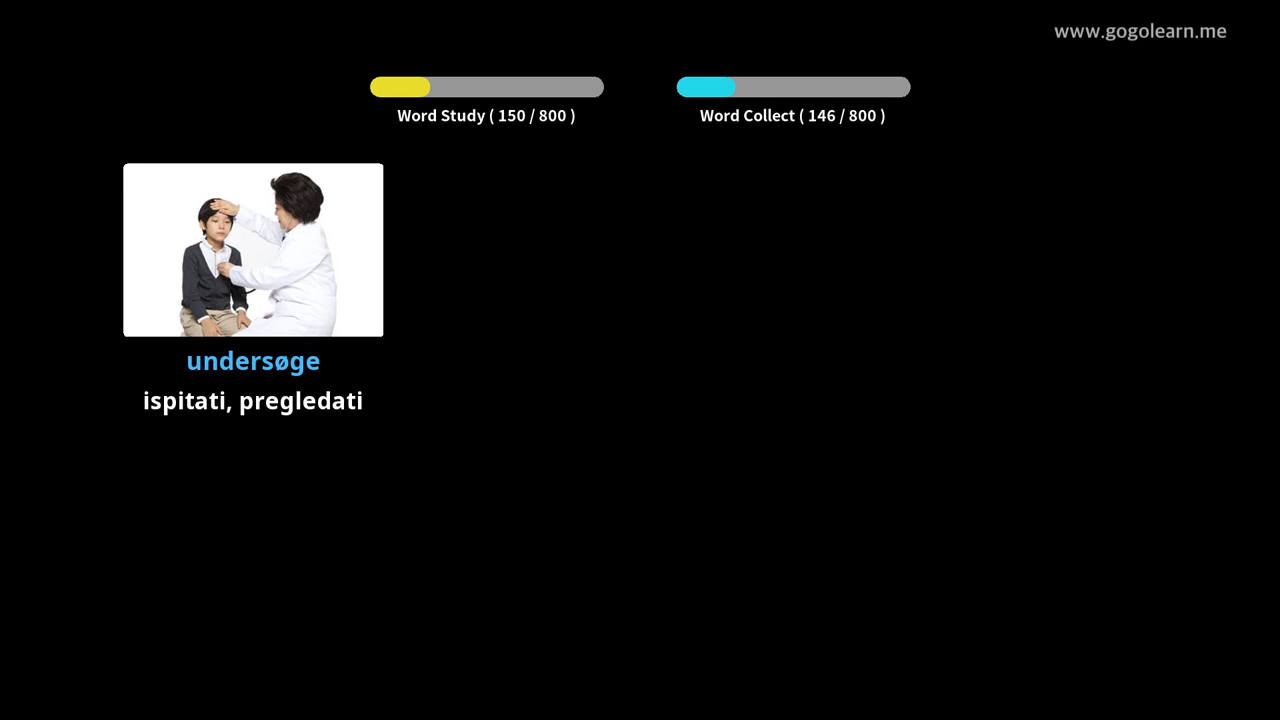 www.gogolearn.me
Word Study ( 150 / 800 )
Word Collect ( 146 / 800 )
undersøge
ispitati, pregledati